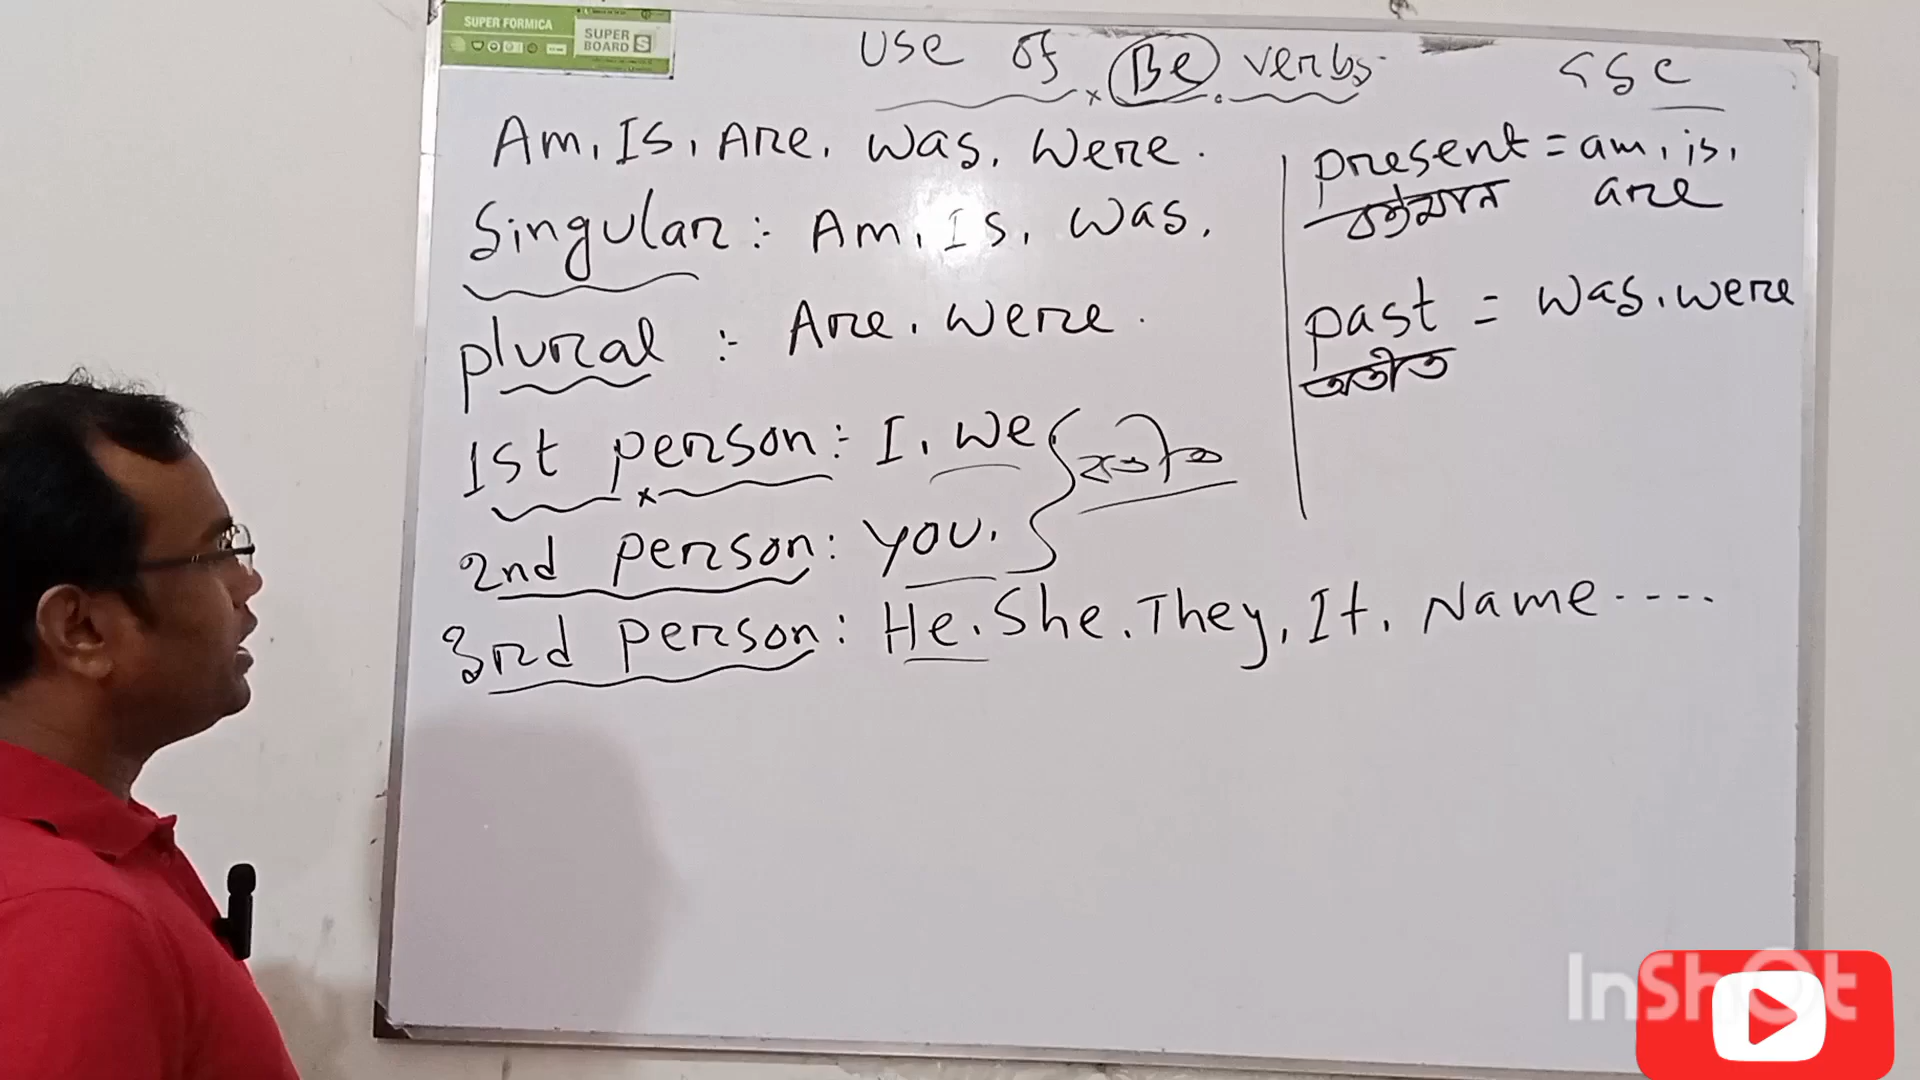 SUPER FORMICA
SUPER
BOARD S
Use of Be verbs
Am, Is, Are, Was, Were.
Singular :- Am, Is, Was,
plural :- Are, Were.
1st person :- I, We
2nd person : you.
3rd person : He, She, They, It, Name.....
present = am, is,
are
বর্তমান
past = was, were
অতীত
InShOt